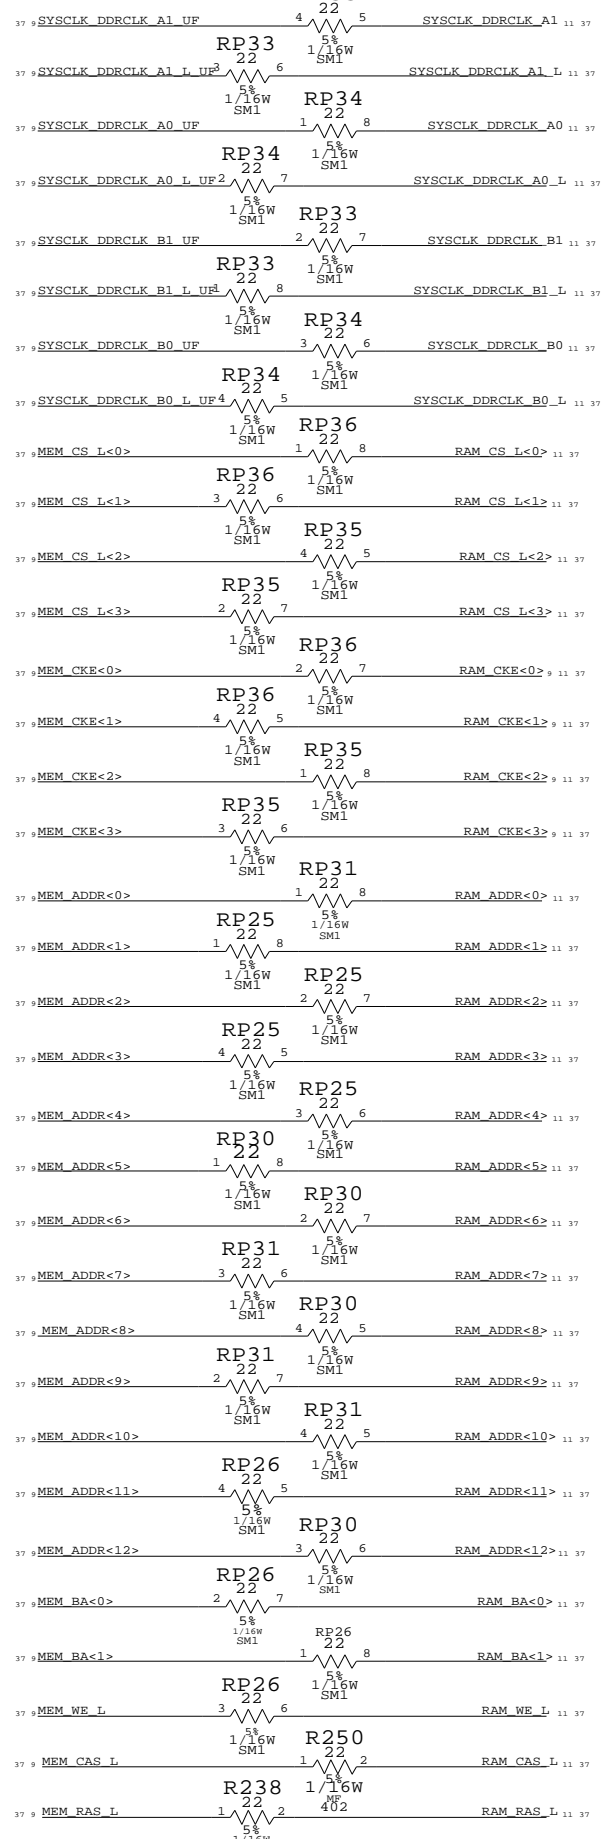 22
37 9 SYSCLK_DDRCLK_A1_UF 4 5 SYSCLK_DDRCLK_A1 11 37
5%
1/16W
SM1
RP33
22
37 9 SYSCLK_DDRCLK_A1_L_UF 3 6 SYSCLK_DDRCLK_A1_L 11 37
5%
1/16W
SM1
RP34
22
37 9 SYSCLK_DDRCLK_A0_UF 1 8 SYSCLK_DDRCLK_A0 11 37
5%
1/16W
SM1
RP34
22
37 9 SYSCLK_DDRCLK_A0_L_UF 2 7 SYSCLK_DDRCLK_A0_L 11 37
5%
1/16W
SM1
RP33
22
37 9 SYSCLK_DDRCLK_B1_UF 2 7 SYSCLK_DDRCLK_B1 11 37
5%
1/16W
SM1
RP33
22
37 9 SYSCLK_DDRCLK_B1_L_UF 1 8 SYSCLK_DDRCLK_B1_L 11 37
5%
1/16W
SM1
RP34
22
37 9 SYSCLK_DDRCLK_B0_UF 3 6 SYSCLK_DDRCLK_B0 11 37
5%
1/16W
SM1
RP34
22
37 9 SYSCLK_DDRCLK_B0_L_UF 4 5 SYSCLK_DDRCLK_B0_L 11 37
5%
1/16W
SM1
RP36
22
37 9 MEM_CS_L<0> 1 8 RAM_CS_L<0> 11 37
5%
1/16W
SM1
RP36
22
37 9 MEM_CS_L<1> 3 6 RAM_CS_L<1> 11 37
5%
1/16W
SM1
RP35
22
37 9 MEM_CS_L<2> 4 5 RAM_CS_L<2> 11 37
5%
1/16W
SM1
RP35
22
37 9 MEM_CS_L<3> 2 7 RAM_CS_L<3> 11 37
5%
1/16W
SM1
RP36
22
37 9 MEM_CKE<0> 2 7 RAM_CKE<0> 9 11 37
5%
1/16W
SM1
RP36
22
37 9 MEM_CKE<1> 4 5 RAM_CKE<1> 9 11 37
5%
1/16W
SM1
RP35
22
37 9 MEM_CKE<2> 1 8 RAM_CKE<2> 9 11 37
5%
1/16W
SM1
RP35
22
37 9 MEM_CKE<3> 3 6 RAM_CKE<3> 9 11 37
5%
1/16W
SM1
RP31
22
37 9 MEM_ADDR<0> 1 8 RAM_ADDR<0> 11 37
5%
1/16W
SM1
RP25
22
37 9 MEM_ADDR<1> 1 8 RAM_ADDR<1> 11 37
5%
1/16W
SM1
RP25
22
37 9 MEM_ADDR<2> 2 7 RAM_ADDR<2> 11 37
5%
1/16W
SM1
RP25
22
37 9 MEM_ADDR<3> 4 5 RAM_ADDR<3> 11 37
5%
1/16W
SM1
RP25
22
37 9 MEM_ADDR<4> 3 6 RAM_ADDR<4> 11 37
5%
1/16W
SM1
RP30
22
37 9 MEM_ADDR<5> 1 8 RAM_ADDR<5> 11 37
5%
1/16W
SM1
RP30
22
37 9 MEM_ADDR<6> 2 7 RAM_ADDR<6> 11 37
5%
1/16W
SM1
RP31
22
37 9 MEM_ADDR<7> 3 6 RAM_ADDR<7> 11 37
5%
1/16W
SM1
RP30
22
37 9 MEM_ADDR<8> 4 5 RAM_ADDR<8> 11 37
5%
1/16W
SM1
RP31
22
37 9 MEM_ADDR<9> 2 7 RAM_ADDR<9> 11 37
5%
1/16W
SM1
RP31
22
37 9 MEM_ADDR<10> 4 5 RAM_ADDR<10> 11 37
5%
1/16W
SM1
RP26
22
37 9 MEM_ADDR<11> 4 5 RAM_ADDR<11> 11 37
5%
1/16W
SM1
RP30
22
37 9 MEM_ADDR<12> 3 6 RAM_ADDR<12> 11 37
5%
1/16W
SM1
RP26
22
37 9 MEM_BA<0> 2 7 RAM_BA<0> 11 37
5%
1/16W
SM1
RP26
22
37 9 MEM_BA<1> 1 8 RAM_BA<1> 11 37
5%
1/16W
SM1
RP26
22
37 9 MEM_WE_L 3 6 RAM_WE_L 11 37
5%
1/16W
SM1
R250
22
37 9 MEM_CAS_L 1 2 RAM_CAS_L 11 37
5%
1/16W
MF
402
R238
22
37 9 MEM_RAS_L 1 2 RAM_RAS_L 11 37
5%
1/16W